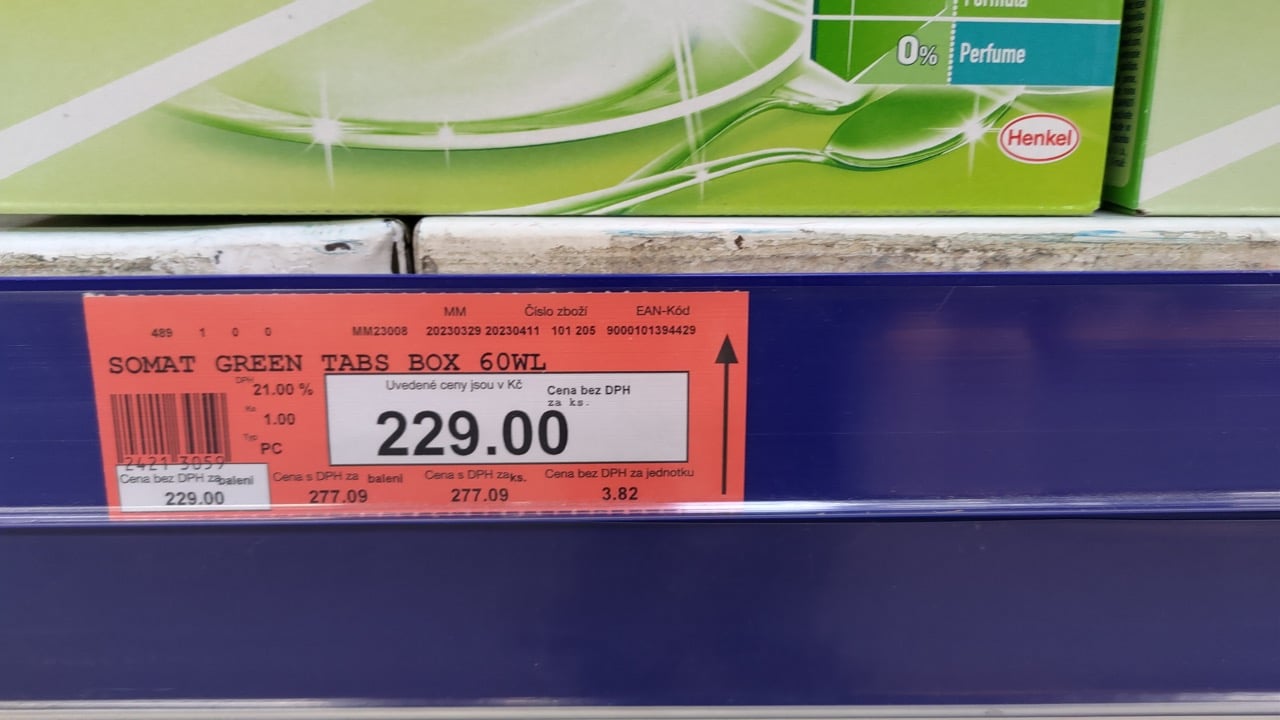 Formula
0% Perfume
Henkel
MM Číslo zboží EAN-Kód
489 1 0 0 MM23008 20230329 20230411 101 205 9000101394429
SOMAT GREEN TABS BOX 60WL
DPH 21.00 %
Uvedené ceny jsou v Kč Cena bez DPH
za ks.
Ks 1.00
229.00
Typ PC
2421 3059
Cena bez DPH za balení Cena s DPH za balení Cena s DPH za ks. Cena bez DPH za jednotku
229.00 277.09 277.09 3.82